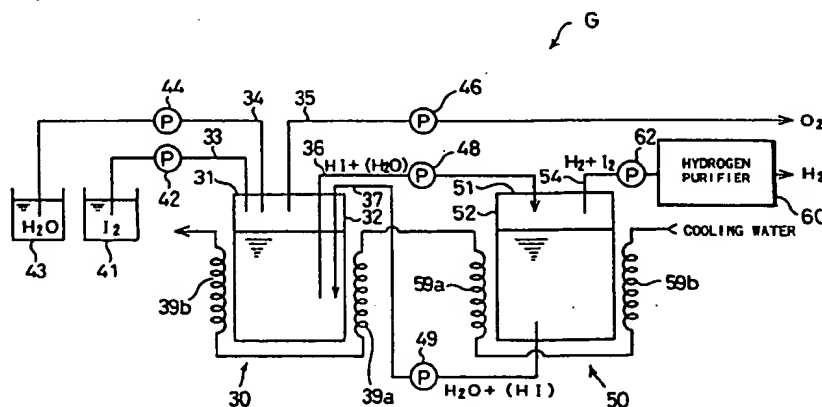 G
44
34
35
46
P
P
O₂
33
36
HI+(H₂O)
48
H₂+I₂
62
P
P
P
HYDROGEN
PURIFIER
H₂
31
37
51
54
42
32
52
60
H₂O
I₂
COOLING WATER
43
41
39b
59a
59b
49
P
30
39a
H₂O+(HI)
50